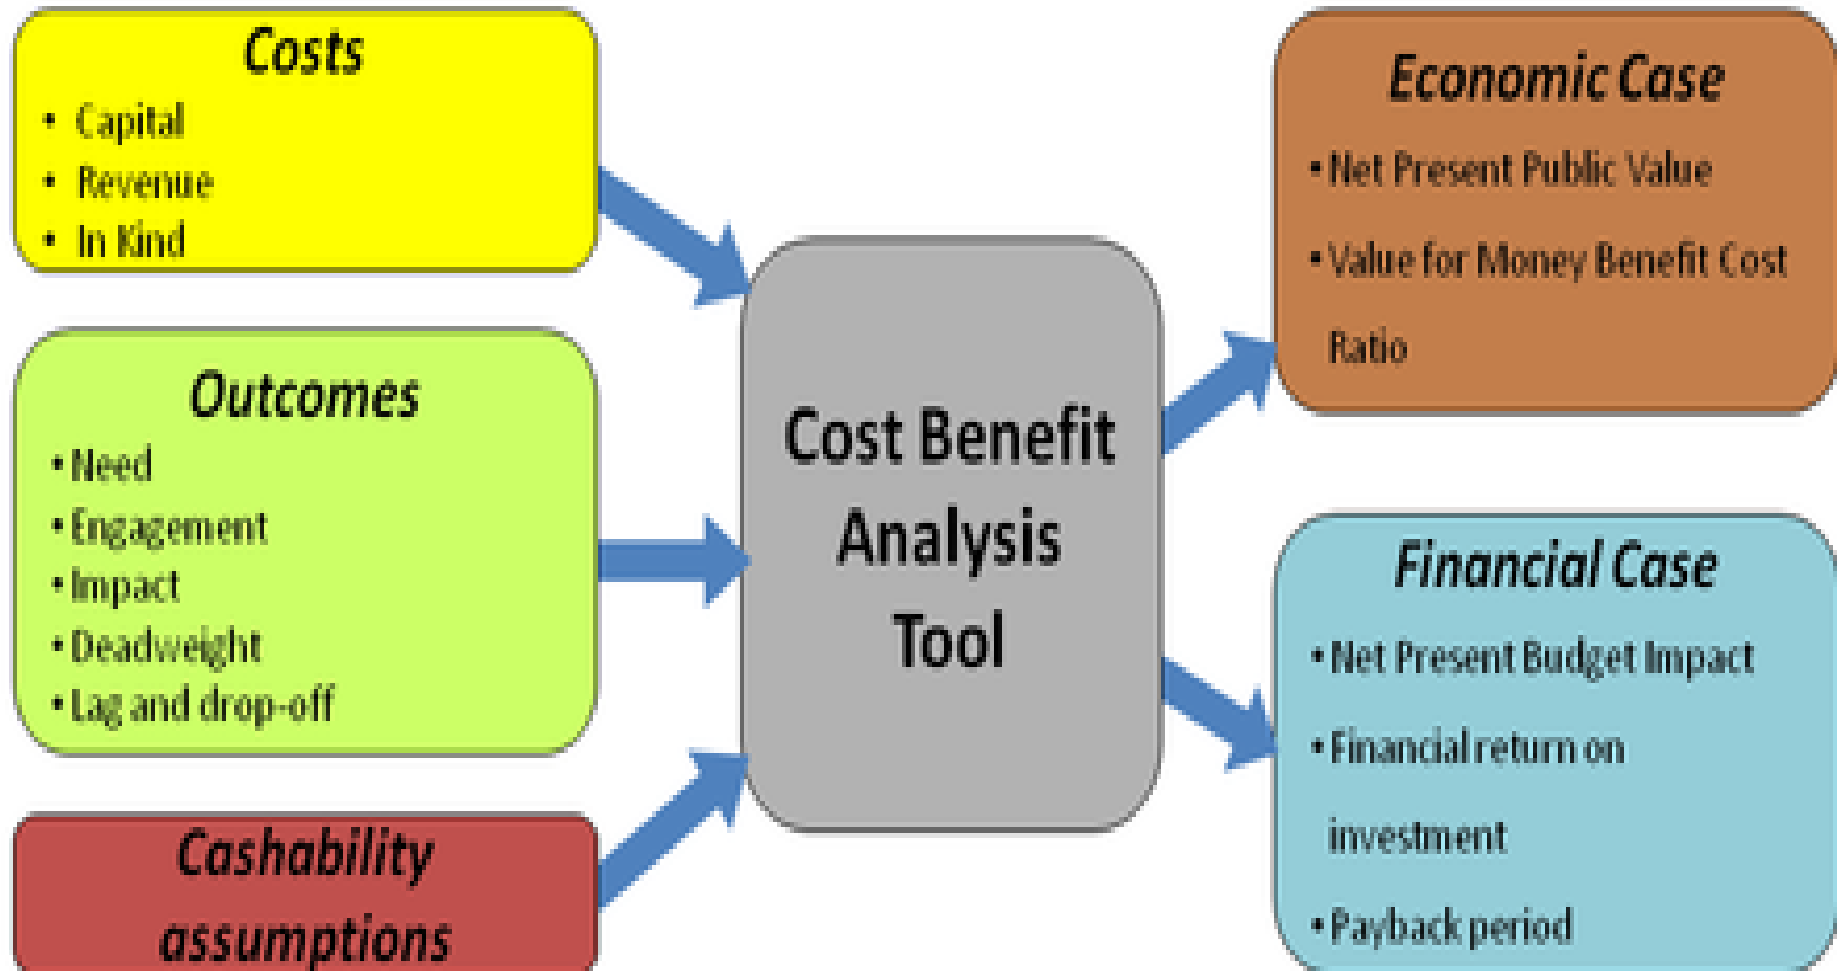 Costs
• Capital
• Revenue
• In Kind
Outcomes
• Need
• Engagement
• Impact
• Deadweight
• Lag and drop-off
Cashability
assumptions
Cost Benefit
Analysis
Tool
Economic Case
• Net Present Public Value
• Value for Money Benefit Cost
Ratio
Financial Case
• Net Present Budget Impact
• Financial return on
investment
• Payback period